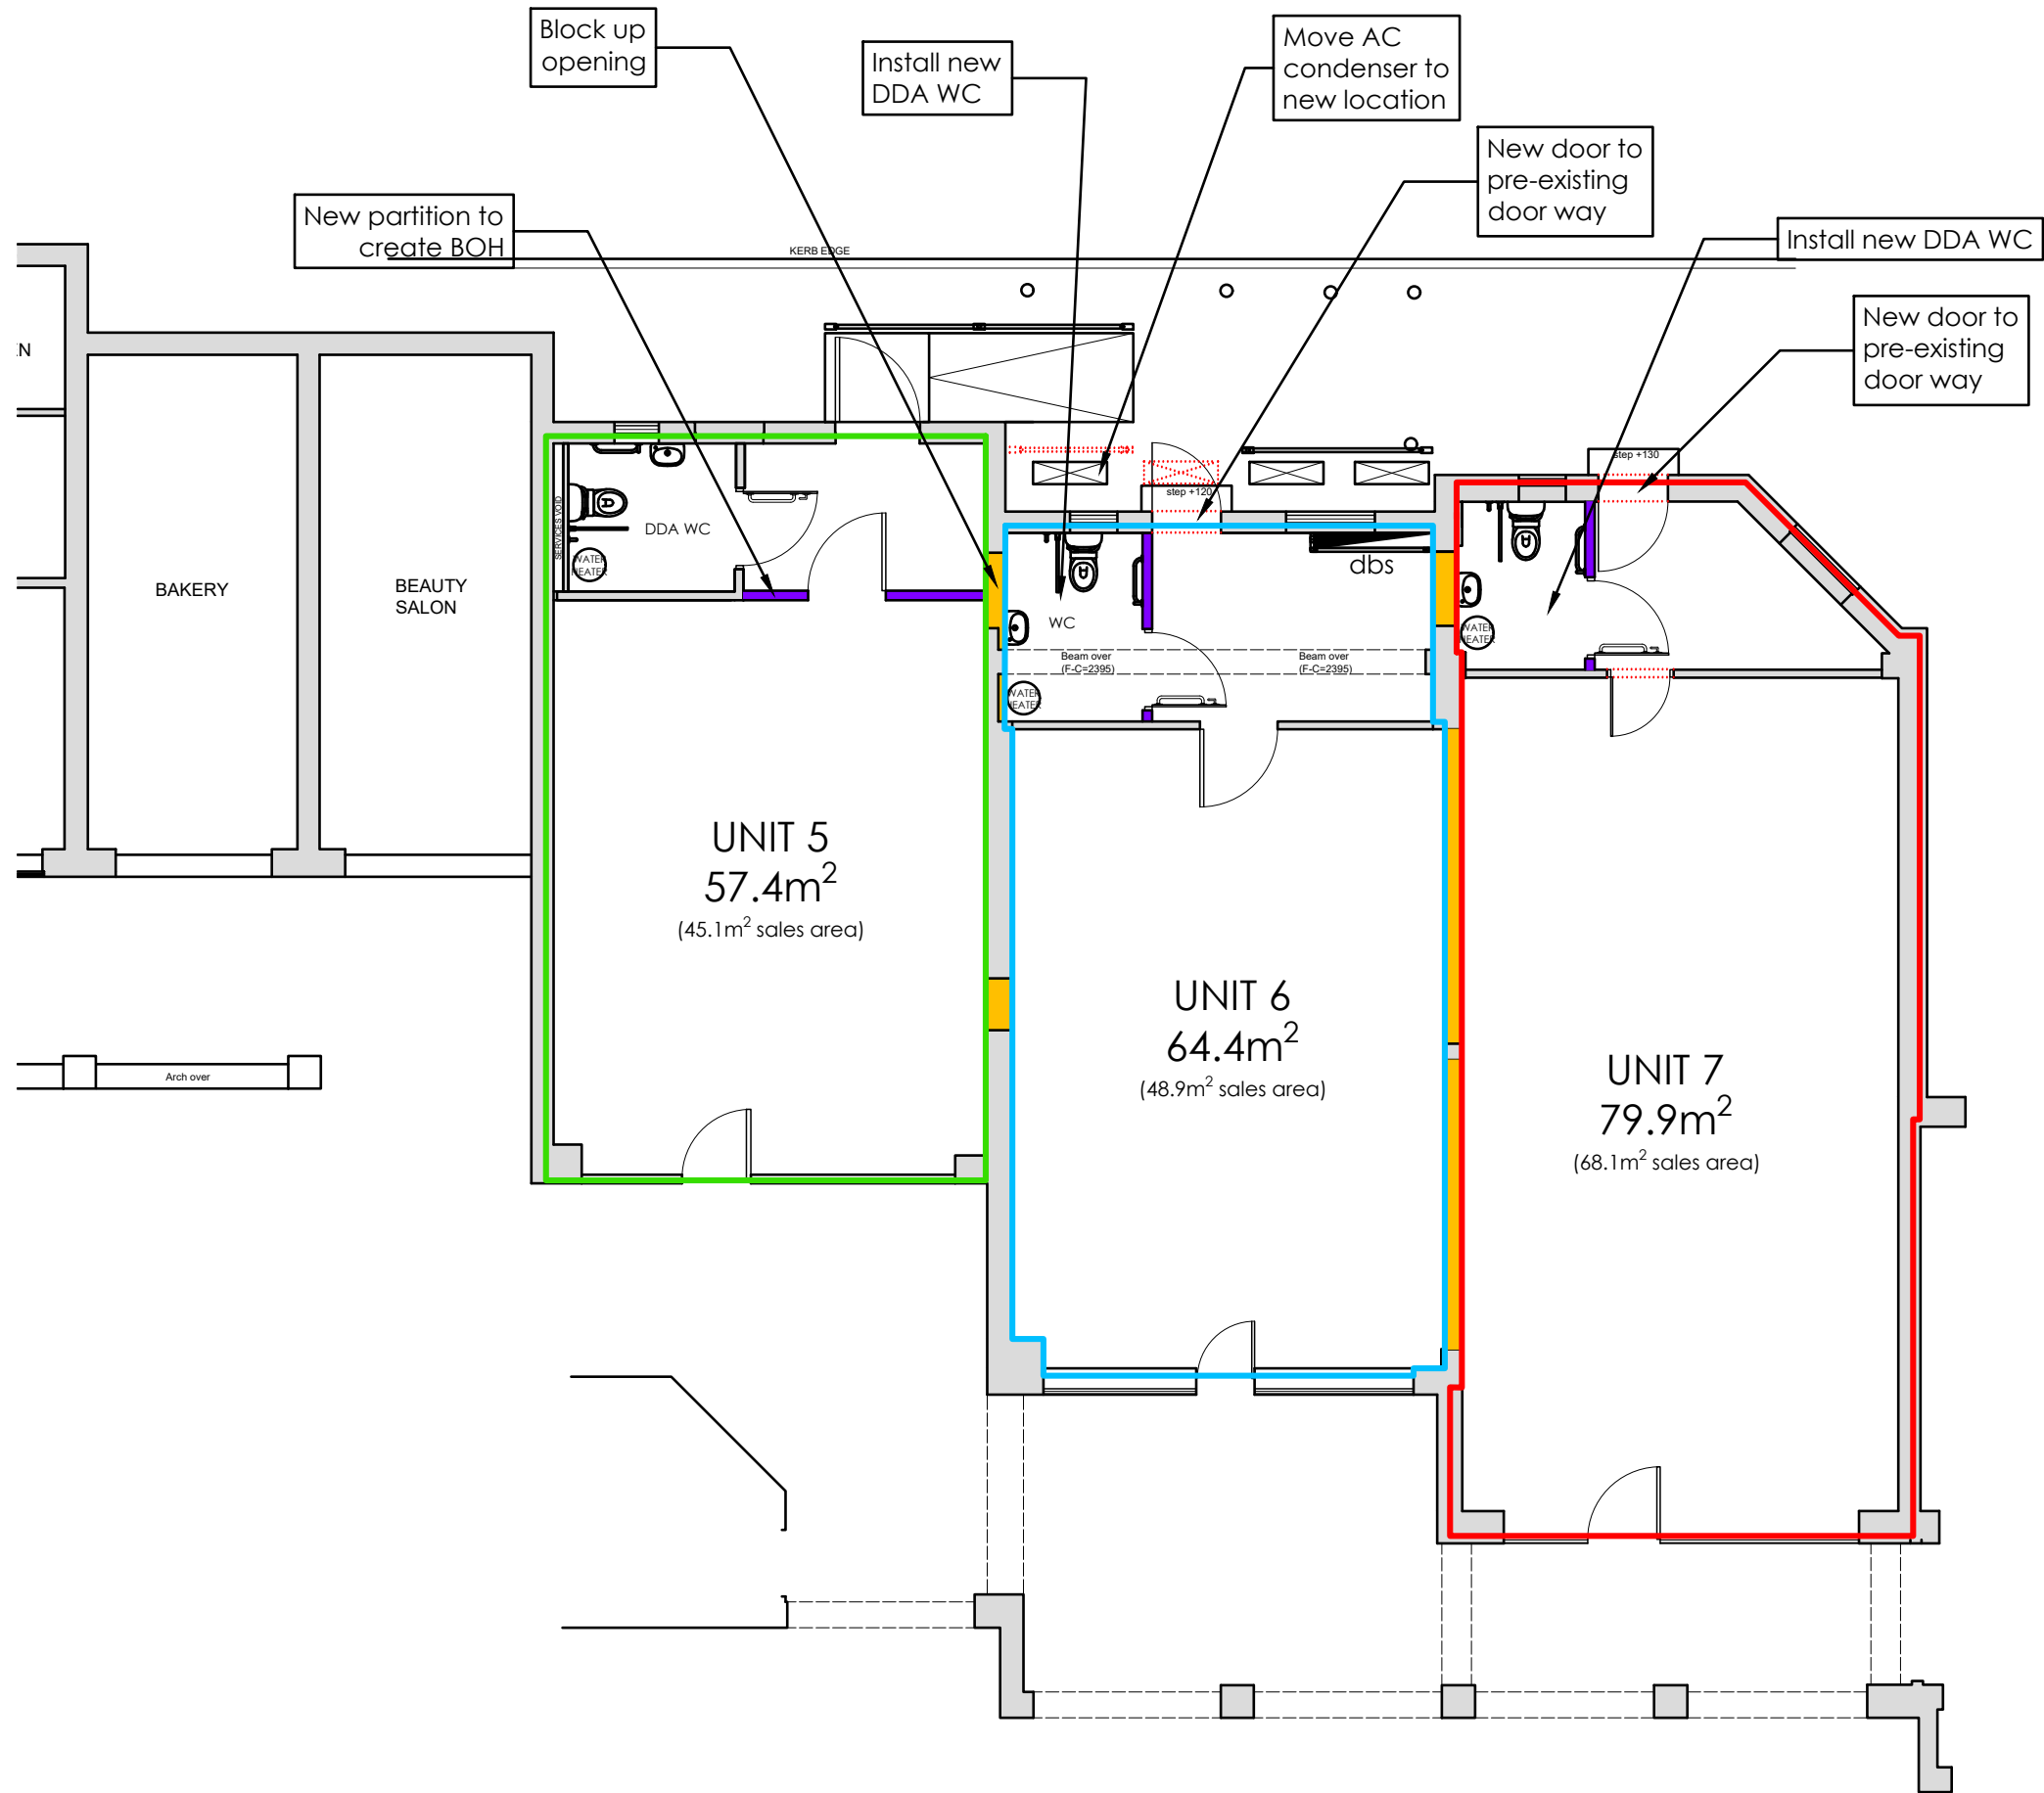 Block up
opening
Install new
DDA WC
Move AC
condenser to
new location
New door to
pre-existing
door way
New partition to
create BOH
Install new DDA WC
New door to
pre-existing
door way
KERB EDGE
BAKERY
BEAUTY
SALON
SERVICES VOID
DDA WC
WATER
HEATER
step +120
step +130
dbs
WC
Beam over
(F-C=2395)
Beam over
(F-C=2395)
WATER
HEATER
WATER
HEATER
UNIT 5
57.4m²
(45.1m² sales area)
UNIT 6
64.4m²
(48.9m² sales area)
UNIT 7
79.9m²
(68.1m² sales area)
Arch over